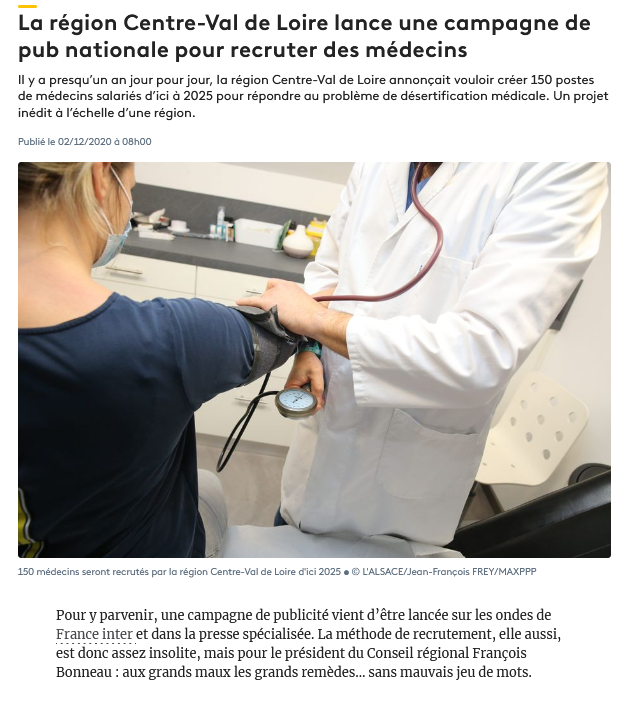 La région Centre-Val de Loire lance une campagne de
pub nationale pour recruter des médecins
Il y a presqu’un an jour pour jour, la région Centre-Val de Loire annonçait vouloir créer 150 postes
de médecins salariés d’ici à 2025 pour répondre au problème de désertification médicale. Un projet
inédit à l’échelle d’une région.
Publié le 02/12/2020 à 08h00
150 médecins seront recrutés par la région Centre-Val de Loire d'ici 2025 • © L'ALSACE/Jean-François FREY/MAXPPP
Pour y parvenir, une campagne de publicité vient d’être lancée sur les ondes de
France inter et dans la presse spécialisée. La méthode de recrutement, elle aussi,
est donc assez insolite, mais pour le président du Conseil régional François
Bonneau : aux grands maux les grands remèdes... sans mauvais jeu de mots.